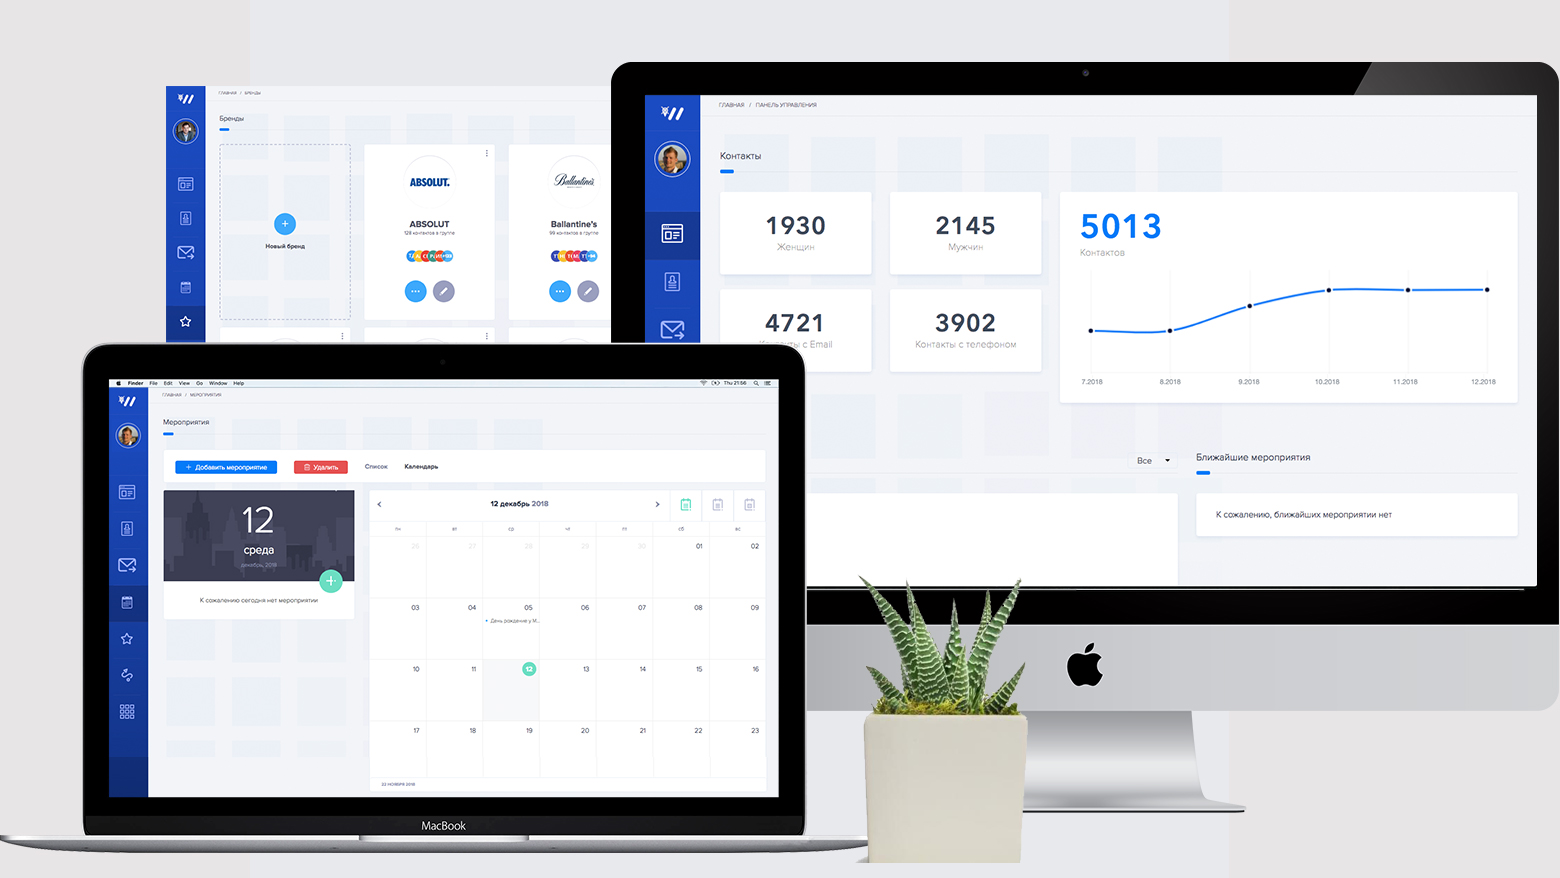 ГЛАВНАЯ / БРЕНДЫ
Бренды
Новый бренд
ABSOLUT.
ABSOLUT
128 контактов в группе
Ballantine's
Ballantine's
99 контактов в группе
ГЛАВНАЯ / ПАНЕЛЬ УПРАВЛЕНИЯ
Контакты
1930
Женщин
2145
Мужчин
4721
Контакты с Email
3902
Контакты с телефоном
5013
Контактов
7.2018 8.2018 9.2018 10.2018 11.2018 12.2018
Все
Ближайшие мероприятия
К сожалению, ближайших мероприятии нет
Finder File Edit View Go Window Help
Thu 21:56
ГЛАВНАЯ / МЕРОПРИЯТИЯ
Мероприятия
+ Добавить мероприятие
Удалить
Список
Календарь
12
среда
декабрь, 2018
К сожалению сегодня нет мероприятии
12 декабрь 2018
пн вт ср чт пт сб вс
26 27 28 29 30 01 02
03 04 05 06 07 08 09
День рождение у М...
10 11 12 13 14 15 16
17 18 19 20 21 22 23
22 НОЯБРЯ 2018
MacBook